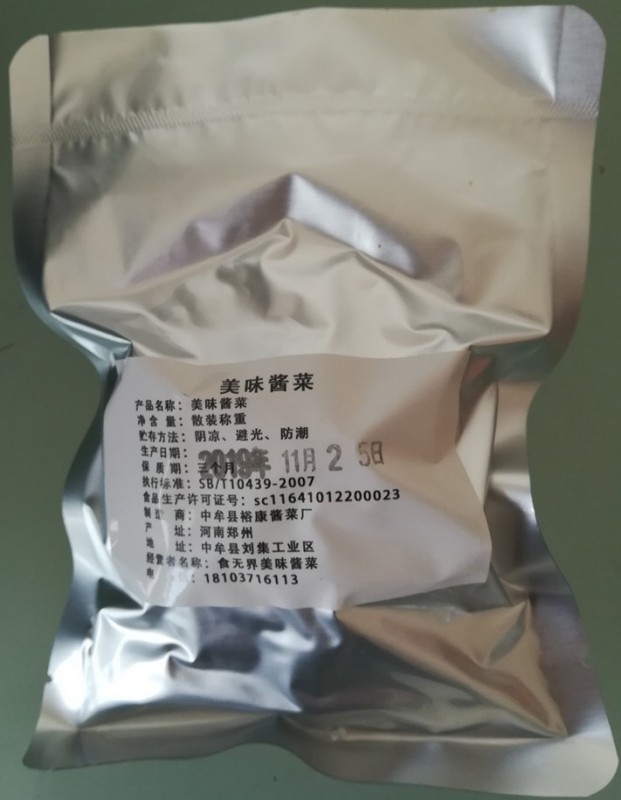 美味酱菜
产品名称：美味酱菜
净含量：散装称重
贮存方法：阴凉、避光、防潮
生产日期：2019年 11月 2 5日
保质期：三个月
执行标准：SB/T10439-2007
食品生产许可证号：sc11641012200023
制造商：中牟县裕康酱菜厂
产址：河南郑州
地址：中牟县刘集工业区
经营者名称：食无界美味酱菜
电话：18103716113